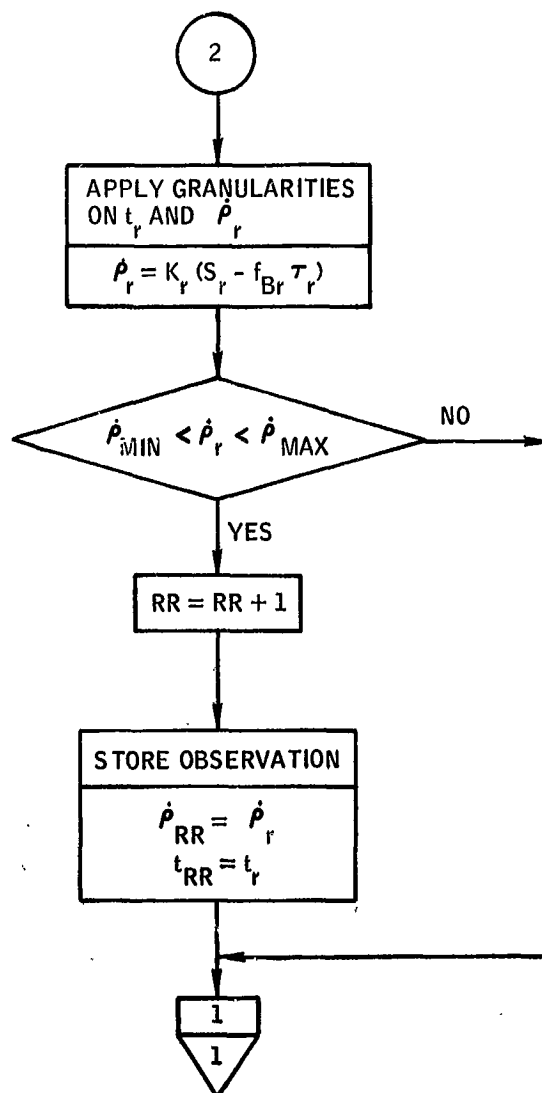 2
APPLY GRANULARITIES
ON t_r AND ρ̇_r
ρ̇_r = K_r (S_r - f_Br τ_r)
ρ̇_MIN < ρ̇_r < ρ̇_MAX
NO
YES
RR = RR + 1
STORE OBSERVATION
ρ̇_RR = ρ̇_r
t_RR = t_r
1
1